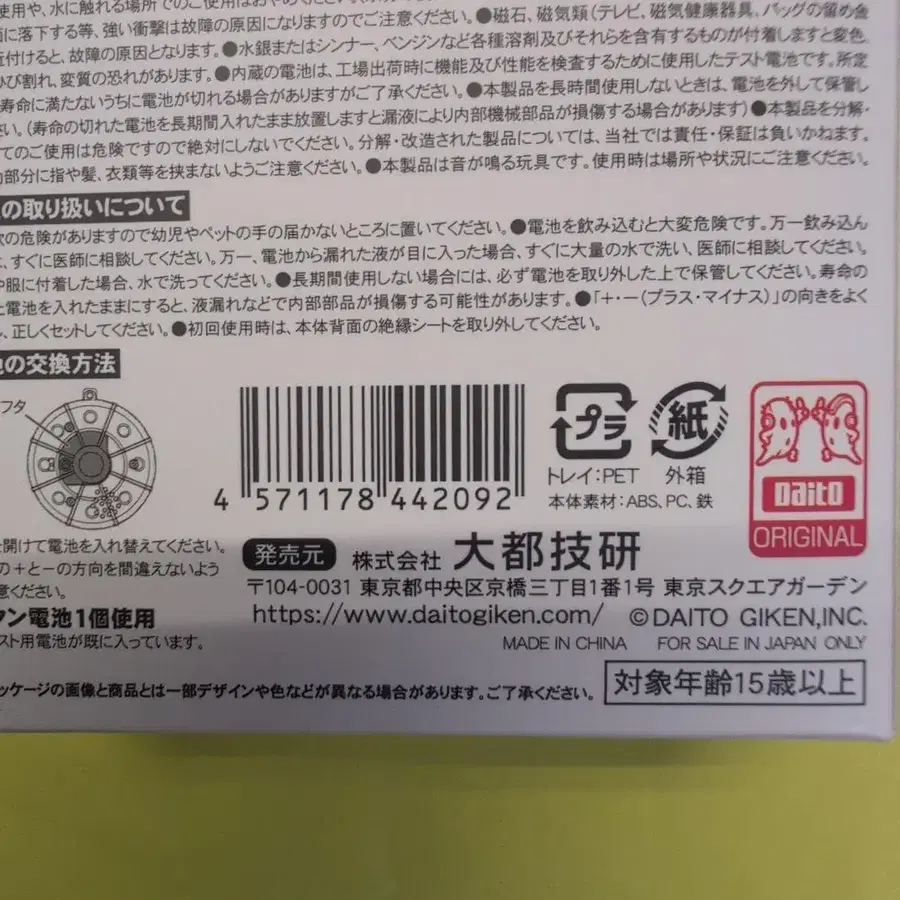 使用や、水に触れる場所でのご使用はおやめください。
面に落下する等、強い衝撃は故障の原因になりますのでご注意ください。●磁石、磁気類(テレビ、磁気健康器具、バッグの留め金
近付けると、故障の原因となります。●水銀またはシンナー、ベンジンなど各種溶剤及びそれらを含有するものが付着しますと変色、
ひび割れ、変質の恐れがあります。●内蔵の電池は、工場出荷時に機能及び性能を検査するために使用したテスト電池です。所定
寿命に満たないうちに電池が切れる場合がありますがご了承ください。●本製品を長時間使用しないときは、電池を外して保管し
さい。(寿命の切れた電池を長期間入れたまま放置しますと漏液により内部機械部品が損傷する場合があります)●本製品を分解・
てのご使用は危険ですので絶対にしないでください。分解・改造された製品については、当社では責任・保証は負いかねます。
部分に指や髪、衣類等を挟まないようご注意ください。●本製品は音が鳴る玩具です。使用時は場所や状況にご注意ください。
の取り扱いについて
飲の危険がありますので幼児やペットの手の届かないところに置いてください。●電池を飲み込むと大変危険です。万一飲み込ん
、すぐに医師に相談してください。万一、電池から漏れた液が目に入った場合、すぐに大量の水で洗い、医師に相談してください。
や服に付着した場合、水で洗ってください。●長期間使用しない場合には、必ず電池を取り外した上で保管してください。寿命の
た電池を入れたままにすると、液漏れなどで内部部品が損傷する可能性があります。●「+・ー(プラス・マイナス)」の向きをよく
、正しくセットしてください。●初回使用時は、本体背面の絶縁シートを取り外してください。
の交換方法
フタ
を開けて電池を入れ替えてください。
の+とーの方向を間違えないよう
意ください。
タン電池1個使用
スト用電池が既に入っています。
4 571178 442092
プラ
トレイ:PET
紙
外箱
本体素材:ABS, PC, 鉄
Daito
ORIGINAL
発売元 株式会社 大都技研
〒104-0031 東京都中央区京橋三丁目1番1号 東京スクエアガーデン
https://www.daitogiken.com/ ©DAITO GIKEN,INC.
MADE IN CHINA FOR SALE IN JAPAN ONLY
ッケージの画像と商品とは一部デザインや色などが異なる場合があります。ご了承ください。
対象年齢15歳以上